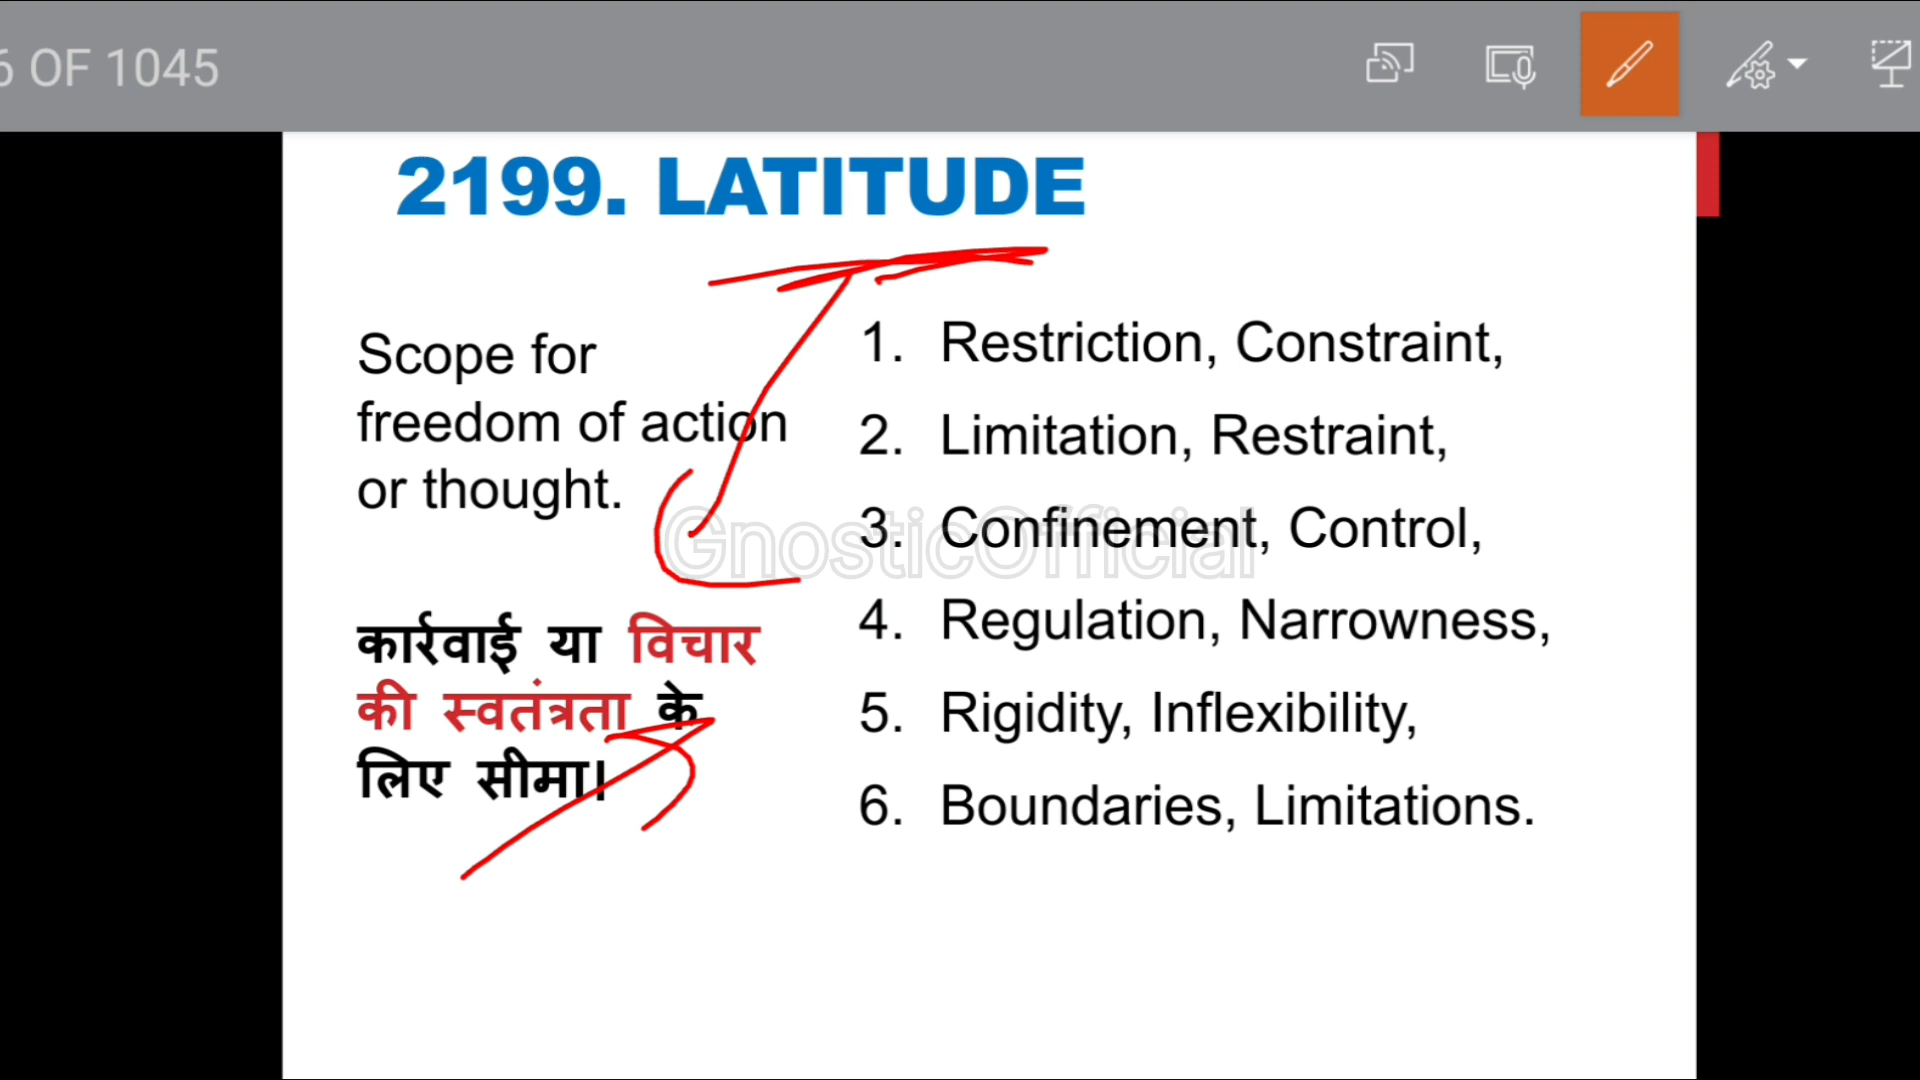 6 OF 1045
2199. LATITUDE
Scope for
freedom of action
or thought.
कार्रवाई या विचार
की स्वतंत्रता के
लिए सीमा।
1. Restriction, Constraint,
2. Limitation, Restraint,
3. Confinement, Control,
4. Regulation, Narrowness,
5. Rigidity, Inflexibility,
6. Boundaries, Limitations.
GnosticOfficial